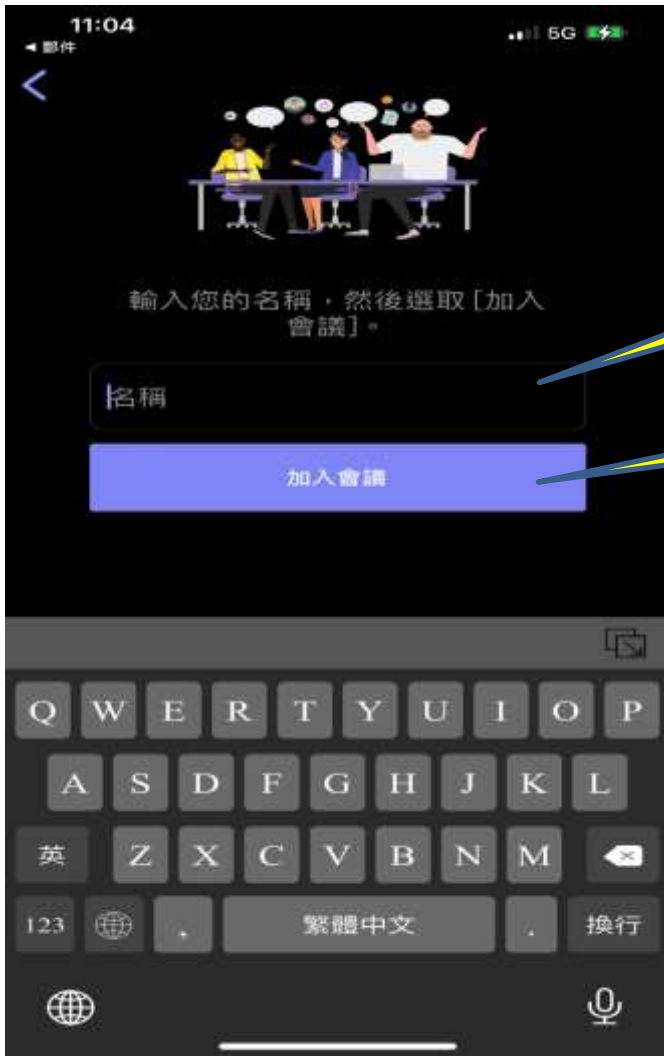 11:04
5G
◀ 郵件
輸入您的名稱，然後選取 [加入
會議]。
名稱
加入會議
Q W E R T Y U I O P
A S D F G H J K L
英 Z X C V B N M
123 , 繁體中文 . 換行